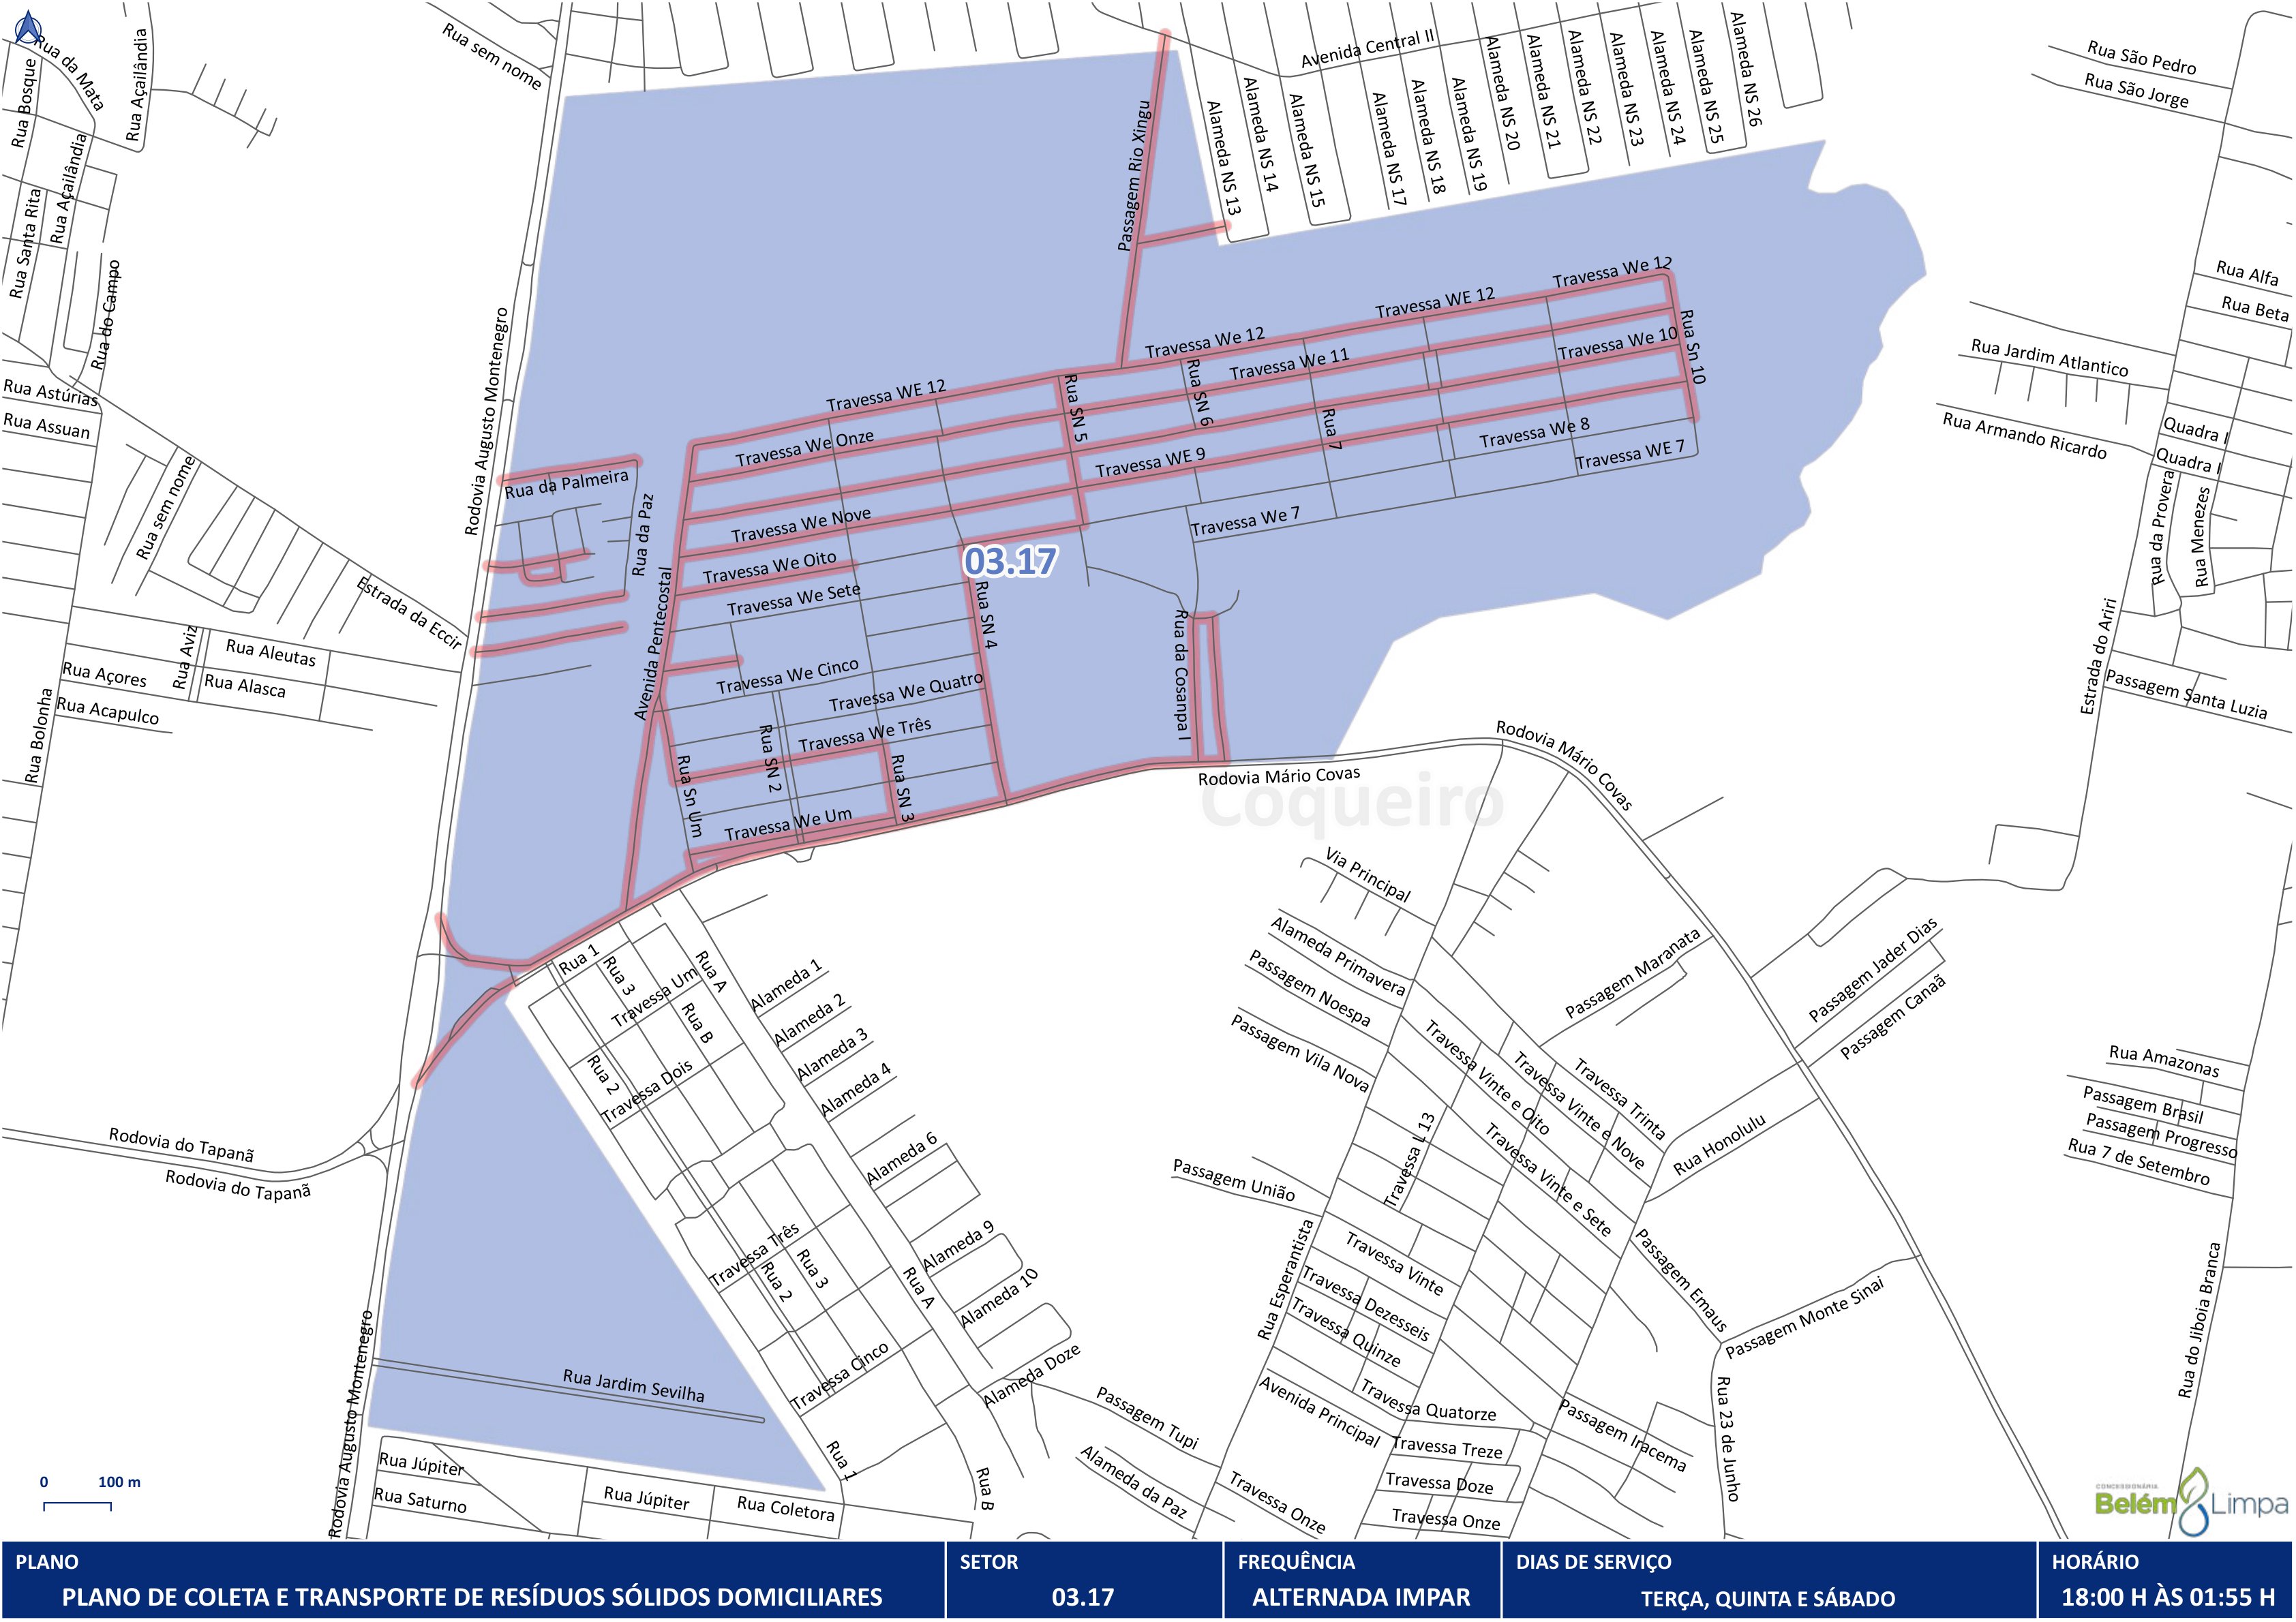 Rua da Mata
Rua Bosque
Rua Açailândia
Rua Açailândia
Rua Santa Rita
Rua do Campo
Rua Astúrias
Rua Assuan
Rua sem nome
Rua sem nome
Rodovia Augusto Montenegro
Estrada da Eccir
Rua Aviz
Rua Aleutas
Rua Alasca
Rua Açores
Rua Acapulco
Rua Bolonha
Rua da Palmeira
Rua da Paz
Avenida Pentecostal
Passagem Rio Xingu
Avenida Central II
Alameda NS 13
Alameda NS 14
Alameda NS 15
Alameda NS 17
Alameda NS 18
Alameda NS 19
Alameda NS 20
Alameda NS 21
Alameda NS 22
Alameda NS 23
Alameda NS 24
Alameda NS 25
Alameda NS 26
Rua São Pedro
Rua São Jorge
Rua Alfa
Rua Beta
Rua Jardim Atlantico
Rua Armando Ricardo
Quadra I
Quadra I
Rua da Provera
Rua Menezes
Estrada do Ariri
Passagem Santa Luzia
Travessa We 12
Travessa WE 12
Travessa We 12
Travessa WE 12
Travessa We 11
Travessa We 10
Rua Sn 10
Rua SN 5
Rua SN 6
Rua 7
Travessa We Onze
Travessa WE 9
Travessa We 8
Travessa WE 7
Travessa We 7
Travessa We Nove
Travessa We Oito
Travessa We Sete
03.17
Rua SN 4
Travessa We Cinco
Travessa We Quatro
Travessa We Três
Rua SN 2
Rua Sn Um
Rua SN 3
Travessa We Um
Rua da Cosanpa I
Rodovia Mário Covas
Rodovia Mário Covas
Coqueiro
Via Principal
Alameda Primavera
Passagem Noespa
Passagem Vila Nova
Passagem Maranata
Passagem Jader Dias
Passagem Canaã
Travessa Vinte e Oito
Travessa Vinte e Nove
Travessa Trinta
Travessa Vinte e Sete
Travessa L 13
Rua Honolulu
Passagem União
Rua Esperantista
Travessa Vinte
Travessa Dezesseis
Travessa Quinze
Avenida Principal
Travessa Quatorze
Travessa Treze
Travessa Doze
Travessa Onze
Travessa Onze
Passagem Emaus
Passagem Monte Sinai
Passagem Iracema
Rua 23 de Junho
Rua Amazonas
Passagem Brasil
Passagem Progresso
Rua 7 de Setembro
Rua do Jiboia Branca
Rua 1
Rua 3
Travessa Um
Rua A
Rua B
Rua 2
Travessa Dois
Alameda 1
Alameda 2
Alameda 3
Alameda 4
Alameda 6
Alameda 9
Alameda 10
Alameda Doze
Travessa Três
Rua 2
Rua 3
Rua A
Travessa Cinco
Rua 1
Rua B
Passagem Tupi
Alameda da Paz
Rodovia do Tapanã
Rodovia do Tapanã
Rodovia Augusto Montenegro
Rua Jardim Sevilha
Rua Júpiter
Rua Saturno
Rua Júpiter
Rua Coletora
0 100 m
CONCESSIONÁRIA
Belém Limpa
PLANO
PLANO DE COLETA E TRANSPORTE DE RESÍDUOS SÓLIDOS DOMICILIARES
SETOR
03.17
FREQUÊNCIA
ALTERNADA IMPAR
DIAS DE SERVIÇO
TERÇA, QUINTA E SÁBADO
HORÁRIO
18:00 H ÀS 01:55 H